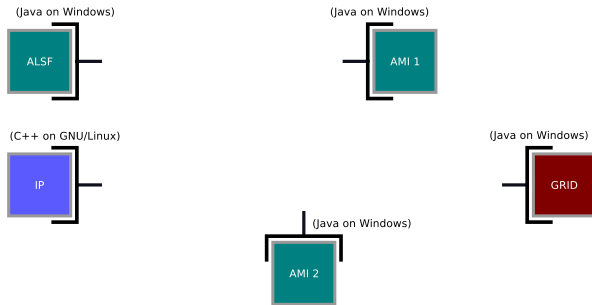 (Java on Windows)
(Java on Windows)
ALSF
AMI 1
(C++ on GNU/Linux)
(Java on Windows)
IP
GRID
(Java on Windows)
AMI 2